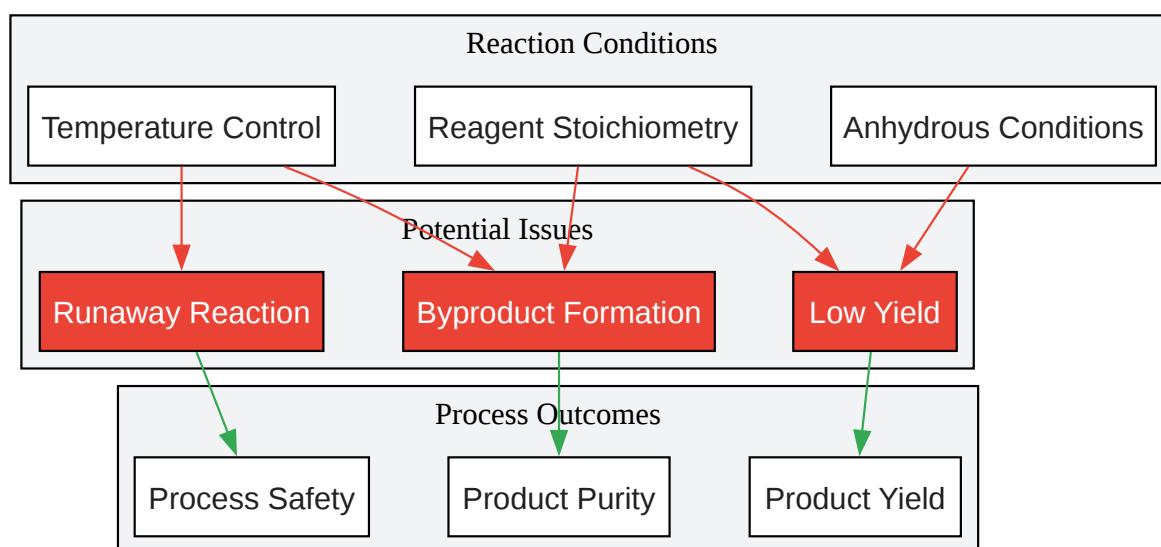 Reaction Conditions
Temperature Control
Reagent Stoichiometry
Anhydrous Conditions
Potential Issues
Runaway Reaction
Byproduct Formation
Low Yield
Process Outcomes
Process Safety
Product Purity
Product Yield